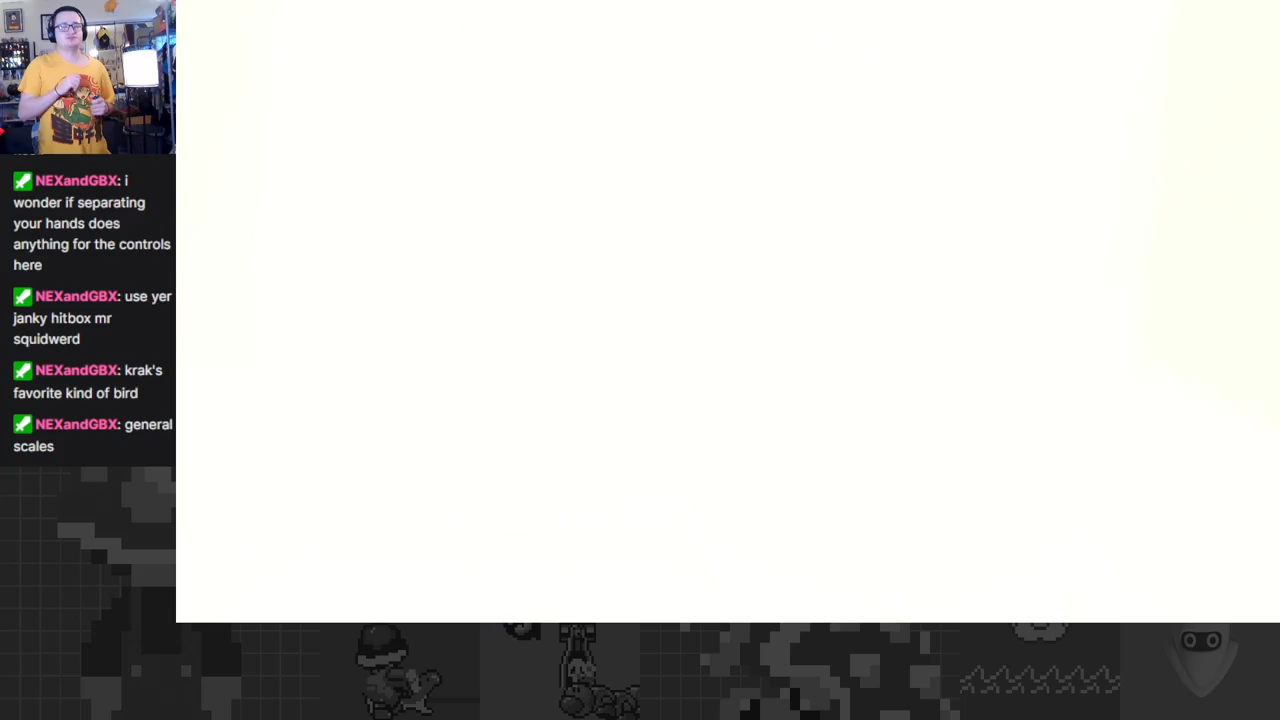 NEXandGBX: i
wonder if separating
your hands does
anything for the controls
here
NEXandGBX: use yer
janky hitbox mr
squidwerd
NEXandGBX: krak's
favorite kind of bird
NEXandGBX: general
scales